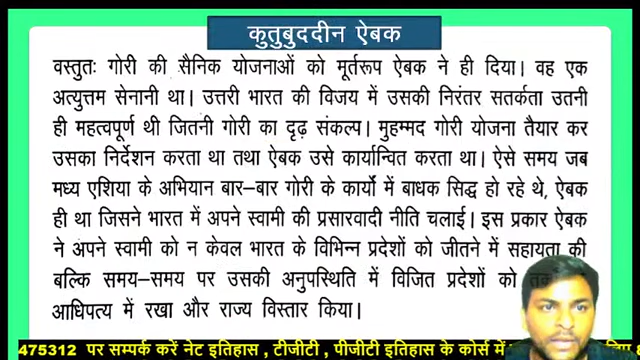 कुतुबुददीन ऐबक
वस्तुतः गोरी की सैनिक योजनाओं को मूर्तरूप ऐबक ने ही दिया। वह एक
अत्युत्तम सेनानी था। उत्तरी भारत की विजय में उसकी निरंतर सतर्कता उतनी
ही महत्वपूर्ण थी जितनी गोरी का दृढ़ संकल्प। मुहम्मद गोरी योजना तैयार कर
उसका निर्देशन करता था तथा ऐबक उसे कार्यान्वित करता था। ऐसे समय जब
मध्य एशिया के अभियान बार–बार गोरी के कार्यों में बाधक सिद्ध हो रहे थे, ऐबक
ही था जिसने भारत में अपने स्वामी की प्रसारवादी नीति चलाई। इस प्रकार ऐबक
ने अपने स्वामी को न केवल भारत के विभिन्न प्रदेशों को जीतने में सहायता की
बल्कि समय–समय पर उसकी अनुपस्थिति में विजित प्रदेशों को
आधिपत्य में रखा और राज्य विस्तार किया।
475312 पर सम्पर्क करें नेट इतिहास , टीजीटी , पीजीटी इतिहास के कोर्स में